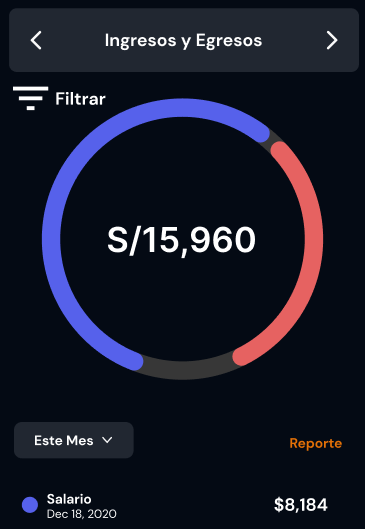 Ingresos y Egresos
Filtrar
S/15,960
Este Mes
Reporte
Salario
Dec 18, 2020
$8,184